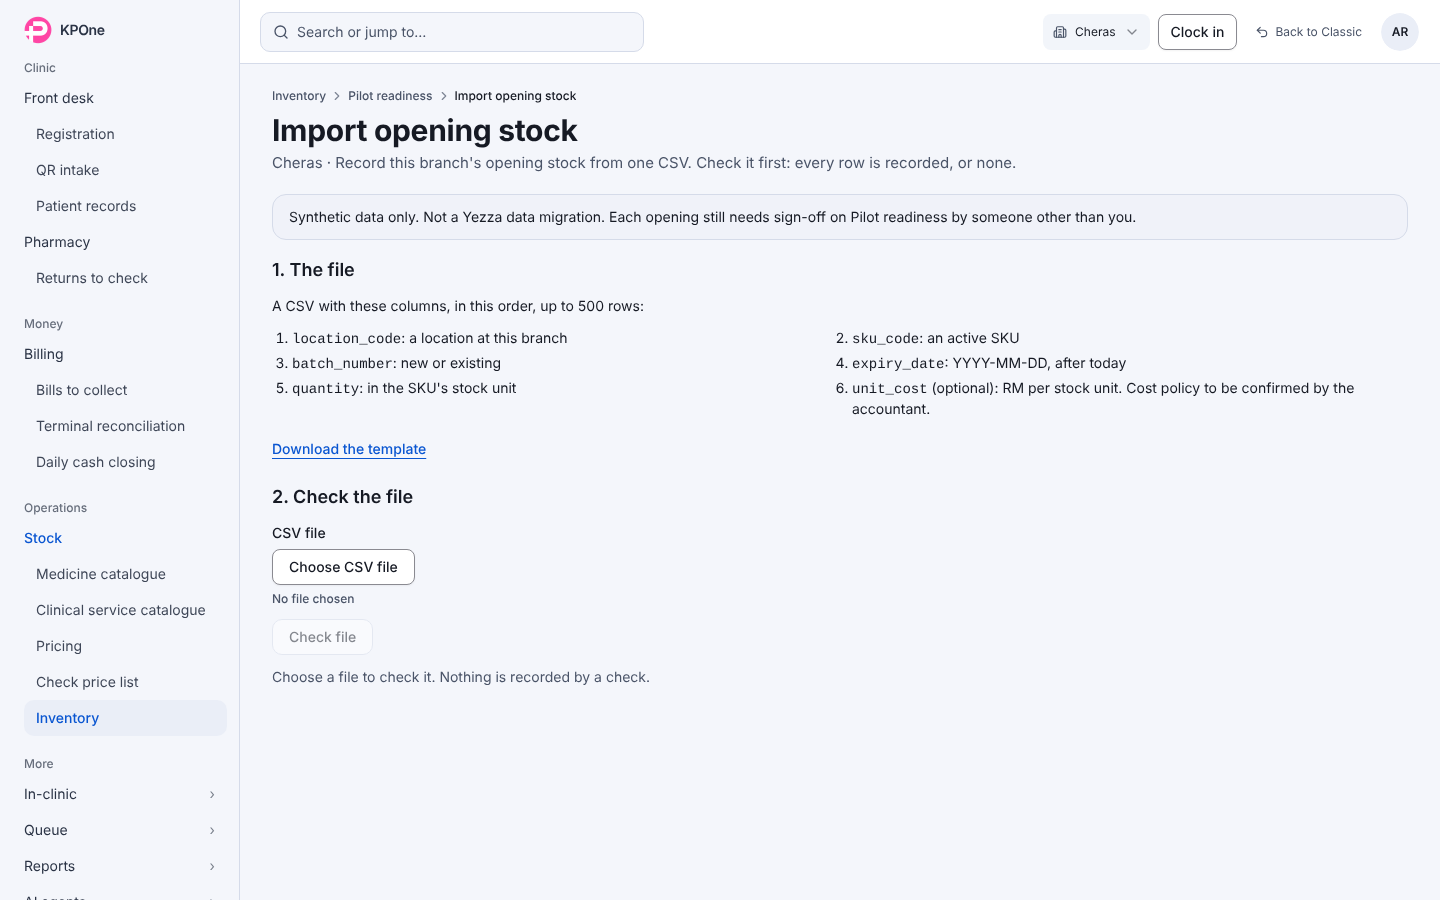 KPOne
Clinic
Front desk
Registration
QR intake
Patient records
Pharmacy
Returns to check
Money
Billing
Bills to collect
Terminal reconciliation
Daily cash closing
Operations
Stock
Medicine catalogue
Clinical service catalogue
Pricing
Check price list
Inventory
More
In-clinic
Queue
Reports
Search or jump to...
Cheras
Clock in
Back to Classic
AR
Inventory > Pilot readiness > Import opening stock
Import opening stock
Cheras · Record this branch's opening stock from one CSV. Check it first: every row is recorded, or none.
Synthetic data only. Not a Yezza data migration. Each opening still needs sign-off on Pilot readiness by someone other than you.
1. The file
A CSV with these columns, in this order, up to 500 rows:
1. location_code: a location at this branch
2. sku_code: an active SKU
3. batch_number: new or existing
4. expiry_date: YYYY-MM-DD, after today
5. quantity: in the SKU's stock unit
6. unit_cost (optional): RM per stock unit. Cost policy to be confirmed by the
accountant.
Download the template
2. Check the file
CSV file
Choose CSV file
No file chosen
Check file
Choose a file to check it. Nothing is recorded by a check.